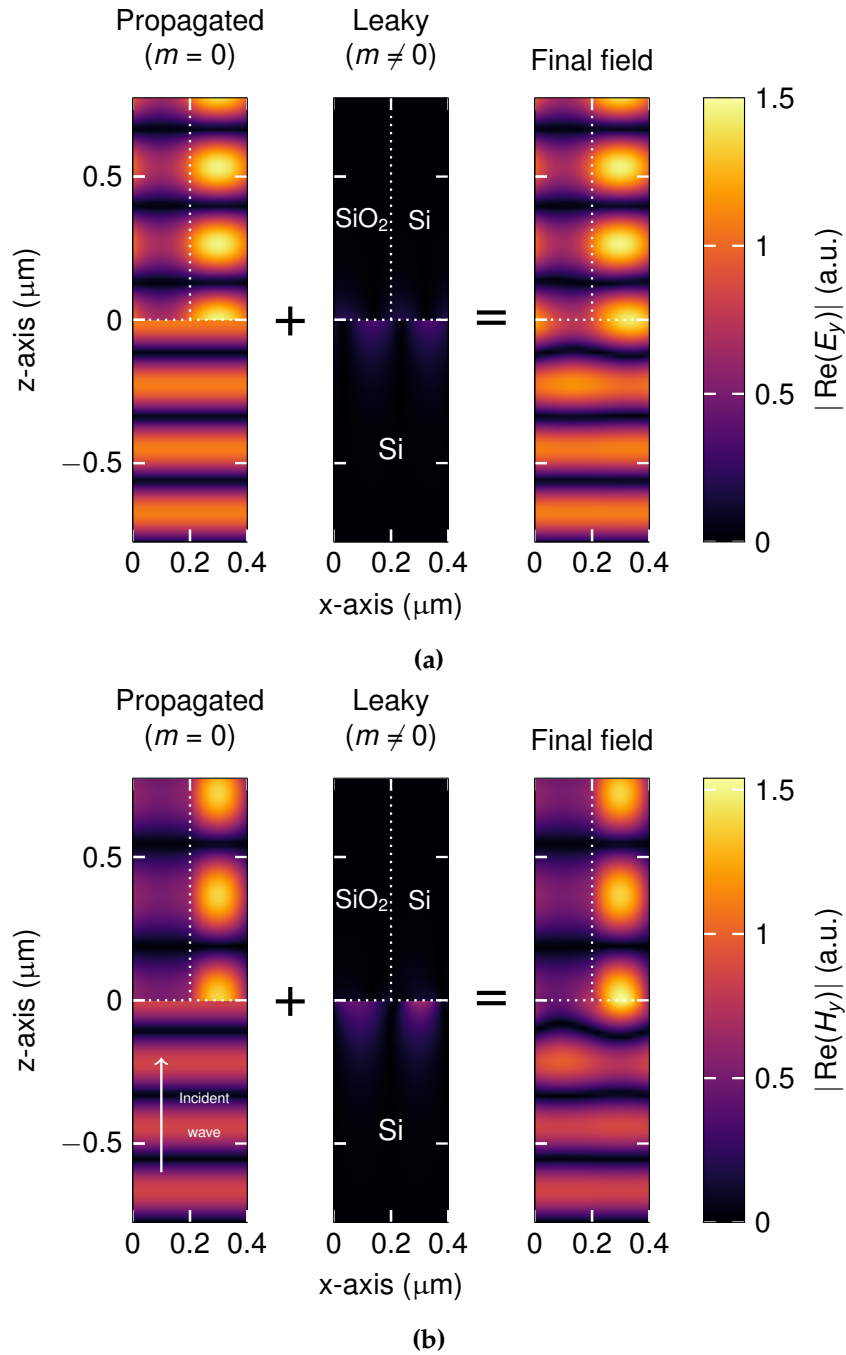 Propagated
(m = 0)
Leaky
(m ≠ 0)
Final field
z-axis (μm)
0.5
0
−0.5
SiO2
Si
Si
+
=
0
0.2
0.4
0
0.2
0.4
0
0.2
0.4
x-axis (μm)
1.5
1
0.5
0
| Re(Ey)| (a.u.)
(a)
Propagated
(m = 0)
Leaky
(m ≠ 0)
Final field
z-axis (μm)
0.5
0
−0.5
Incident
wave
SiO2
Si
Si
+
=
0
0.2
0.4
0
0.2
0.4
0
0.2
0.4
x-axis (μm)
1.5
1
0.5
0
| Re(Hy)| (a.u.)
(b)